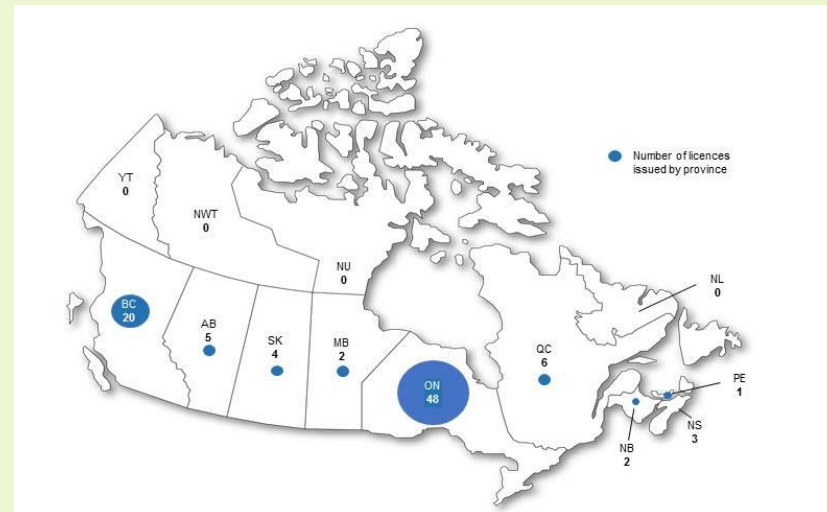 Number of licences
issued by province
YT
0
NWT
0
NU
0
NL
0
BC
20
AB
5
SK
4
MB
2
ON
48
QC
6
PE
1
NS
3
NB
2